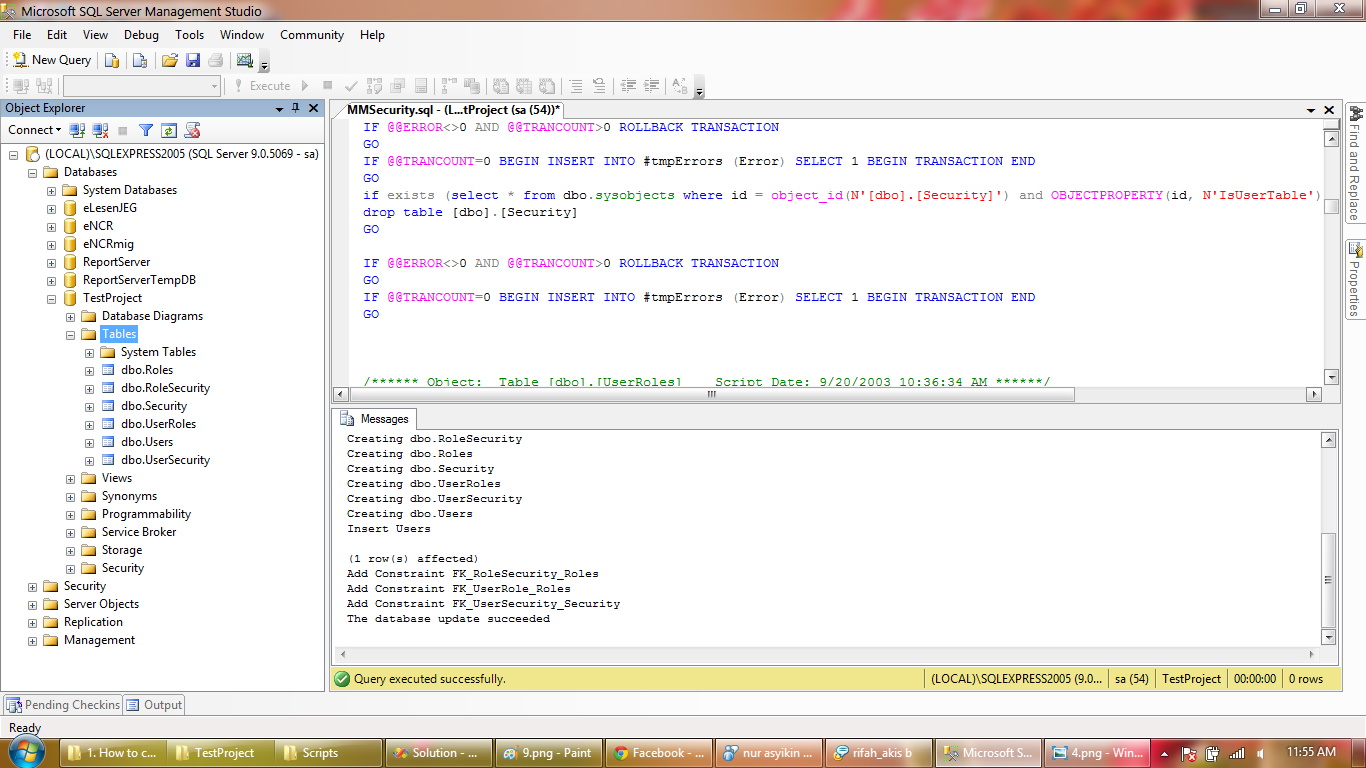 Microsoft SQL Server Management Studio
File Edit View Debug Tools Window Community Help
New Query
Execute
Object Explorer
Connect
(LOCAL)\SQLEXPRESS2005 (SQL Server 9.0.5069 - sa)
Databases
System Databases
eLesenJEG
eNCR
eNCRmig
ReportServer
ReportServerTempDB
TestProject
Database Diagrams
Tables
System Tables
dbo.Roles
dbo.RoleSecurity
dbo.Security
dbo.UserRoles
dbo.Users
dbo.UserSecurity
Views
Synonyms
Programmability
Service Broker
Storage
Security
Security
Server Objects
Replication
Management
MMSecurity.sql - (L...tProject (sa (54))*
IF @@ERROR<>0 AND @@TRANCOUNT>0 ROLLBACK TRANSACTION
GO
IF @@TRANCOUNT=0 BEGIN INSERT INTO #tmpErrors (Error) SELECT 1 BEGIN TRANSACTION END
GO
if exists (select * from dbo.sysobjects where id = object_id(N'[dbo].[Security]') and OBJECTPROPERTY(id, N'IsUserTable')
drop table [dbo].[Security]
GO
IF @@ERROR<>0 AND @@TRANCOUNT>0 ROLLBACK TRANSACTION
GO
IF @@TRANCOUNT=0 BEGIN INSERT INTO #tmpErrors (Error) SELECT 1 BEGIN TRANSACTION END
GO
/****** Object:  Table [dbo].[UserRoles]    Script Date: 9/20/2003 10:36:34 AM ******/
Messages
Creating dbo.RoleSecurity
Creating dbo.Roles
Creating dbo.Security
Creating dbo.UserRoles
Creating dbo.UserSecurity
Creating dbo.Users
Insert Users
(1 row(s) affected)
Add Constraint FK_RoleSecurity_Roles
Add Constraint FK_UserRole_Roles
Add Constraint FK_UserSecurity_Security
The database update succeeded
Query executed successfully.
(LOCAL)\SQLEXPRESS2005 (9.0... sa (54) TestProject 00:00:00 0 rows
Find and Replace
Properties
Pending Checkins Output
Ready
1. How to c... TestProject Scripts Solution - ... 9.png - Paint Facebook - ... nur asyikin ... rifah_akis b Microsoft S... 4.png - Win... 11:55 AM